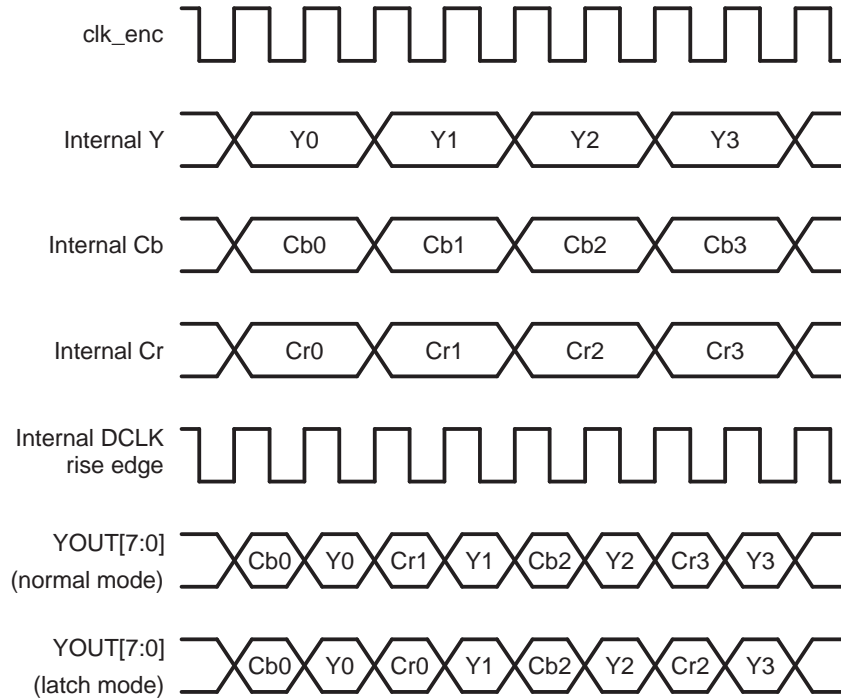 clk_enc
Internal Y Y0 Y1 Y2 Y3
Internal Cb Cb0 Cb1 Cb2 Cb3
Internal Cr Cr0 Cr1 Cr2 Cr3
Internal DCLK
rise edge
YOUT[7:0]
(normal mode) Cb0 Y0 Cr1 Y1 Cb2 Y2 Cr3 Y3
YOUT[7:0]
(latch mode) Cb0 Y0 Cr0 Y1 Cb2 Y2 Cr2 Y3